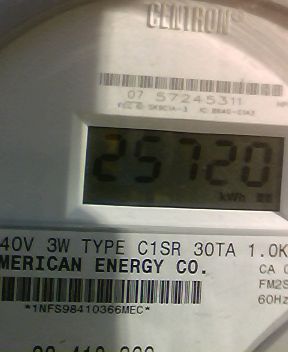 CENTRON®
07 57245311
25720
kWh
40V 3W TYPE C1SR 30TA 1.0K
MERICAN ENERGY CO.
CA
FM2S
60Hz
*1NFS98410366MEC*